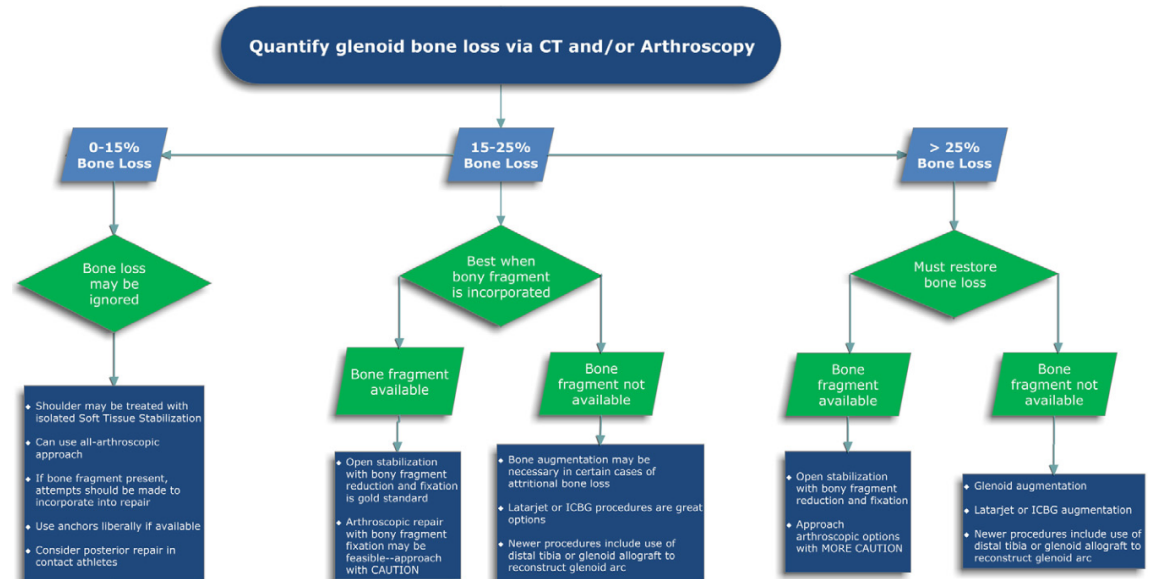 Quantify glenoid bone loss via CT and/or Arthroscopy
0-15%
Bone Loss
15-25%
Bone Loss
> 25%
Bone Loss
Bone loss
may be
ignored
Best when
bony fragment
is incorporated
Must restore
bone loss
Bone fragment
available
Bone
fragment not
available
Bone
fragment
available
Bone
fragment not
available
◆ Shoulder may be treated with
isolated Soft Tissue Stabilization
◆ Can use all-arthroscopic
approach
◆ If bone fragment present,
attempts should be made to
incorporate into repair
◆ Use anchors liberally if available
◆ Consider posterior repair in
contact athletes
◆ Open stabilization
with bony fragment
reduction and fixation
is gold standard
◆ Arthroscopic repair
with bony fragment
fixation may be
feasible--approach
with CAUTION
◆ Bone augmentation may be
necessary in certain cases of
attritional bone loss
◆ Latarjet or ICBG procedures are great
options
◆ Newer procedures include use of
distal tibia or glenoid allograft to
reconstruct glenoid arc
◆ Open stabilization
with bony fragment
reduction and fixation
◆ Approach
arthroscopic options
with MORE CAUTION
◆ Glenoid augmentation
◆ Latarjet or ICBG augmentation
◆ Newer procedures include use of
distal tibia or glenoid allograft to
reconstruct glenoid arc